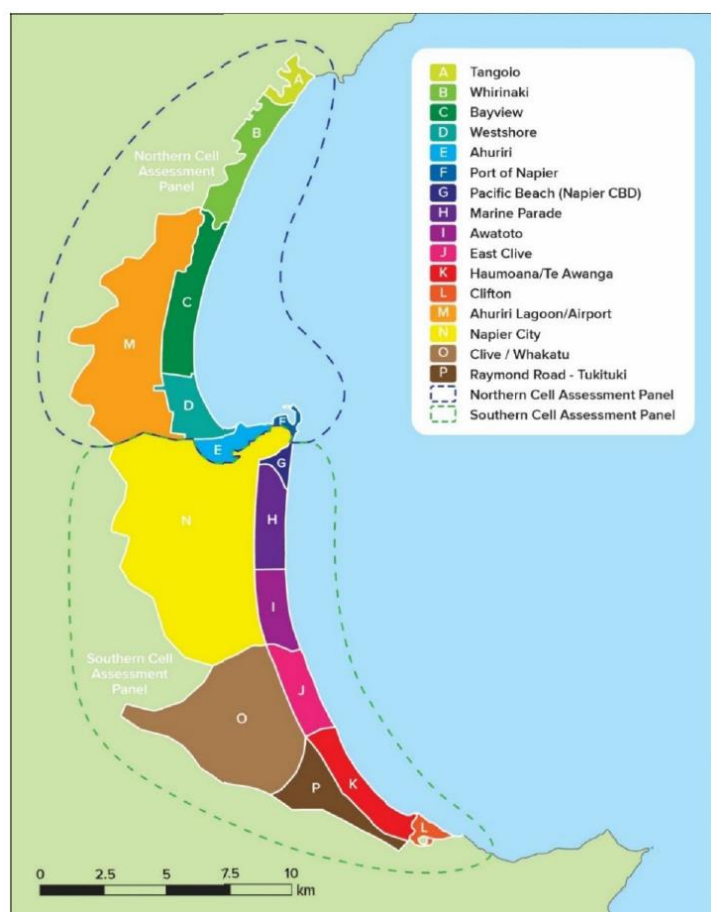 A Tangolo
B Whirinaki
C Bayview
D Westshore
E Ahuriri
F Port of Napier
G Pacific Beach (Napier CBD)
H Marine Parade
I Awatoto
J East Clive
K Haumoana/Te Awanga
L Clifton
M Ahuriri Lagoon/Airport
N Napier City
O Clive / Whakatu
P Raymond Road - Tukituki
Northern Cell Assessment Panel
Southern Cell Assessment Panel
A
B
Northern Cell
Assessment
Panel
C
M
D
F
E
G
N
H
I
Southern Cell
Assessment
Panel
J
O
K
P
L
0 2.5 5 7.5 10
km